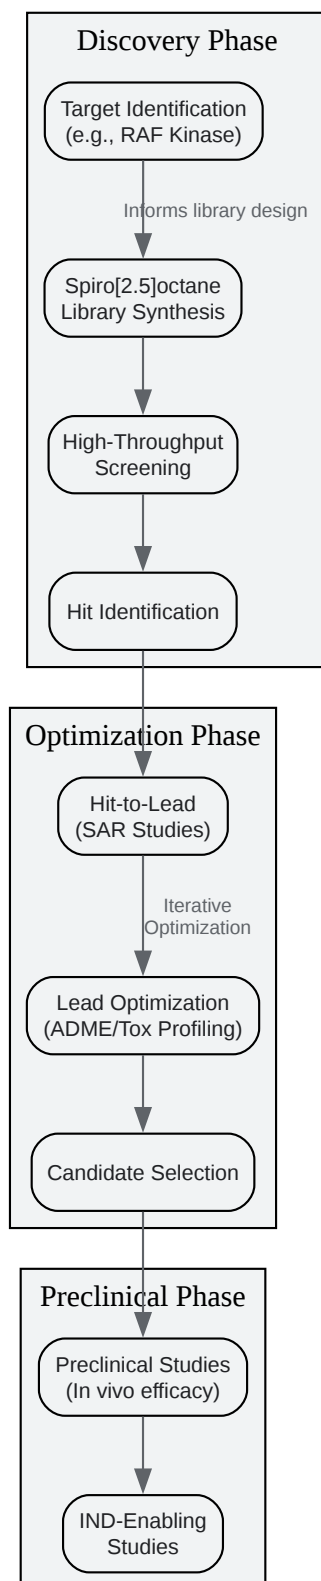 Discovery Phase
Target Identification
(e.g., RAF Kinase)
Informs library design
Spiro[2.5]octane
Library Synthesis
High-Throughput
Screening
Hit Identification
Optimization Phase
Hit-to-Lead
(SAR Studies)
Iterative
Optimization
Lead Optimization
(ADME/Tox Profiling)
Candidate Selection
Preclinical Phase
Preclinical Studies
(In vivo efficacy)
IND-Enabling
Studies